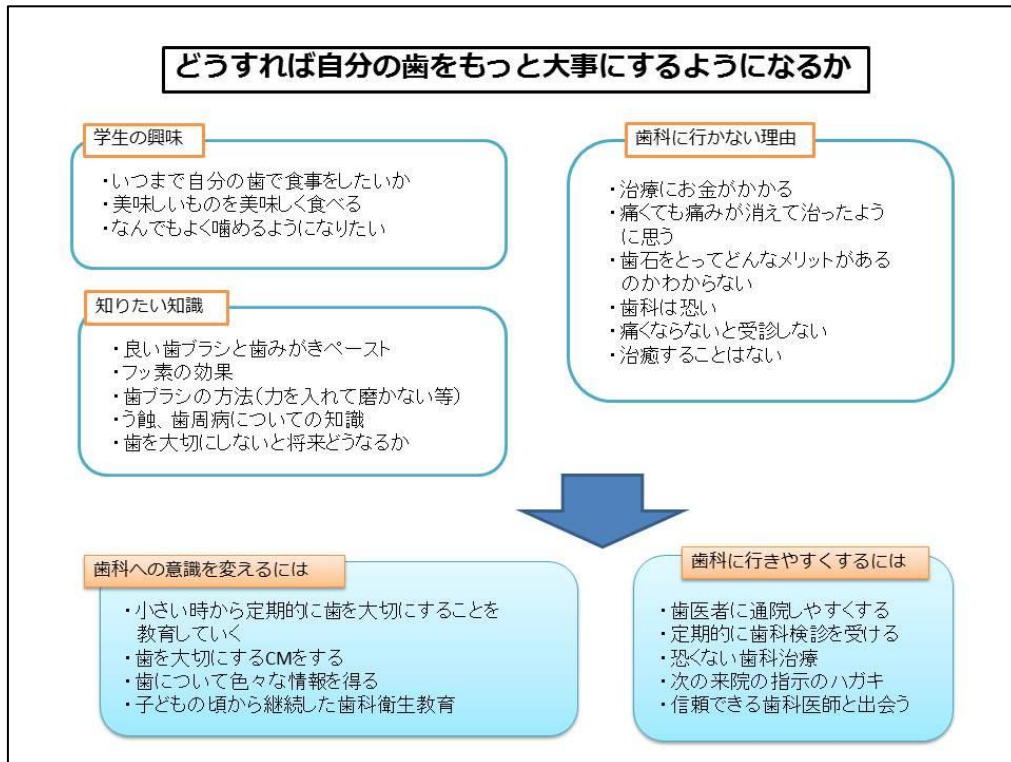 どうすれば自分の歯をもっと大事にするようになるか
学生の興味
・いつまで自分の歯で食事をしたいか
・美味しいものを美味しく食べる
・なんでもよく噛めるようになりたい
知りたい知識
・良い歯ブラシと歯みがきペースト
・フッ素の効果
・歯ブラシの方法(力を入れて磨かない等)
・う蝕、歯周病についての知識
・歯を大切にしないと将来どうなるか
歯科に行かない理由
・治療にお金がかかる
・痛くても痛みが消えて治ったよう
に思う
・歯石をとってどんなメリットがある
のかわからない
・歯科は恐い
・痛くならないと受診しない
・治癒することはない
歯科への意識を変えるには
・小さい時から定期的に歯を大切にすることを
教育していく
・歯を大切にするCMをする
・歯について色々な情報を得る
・子どもの頃から継続した歯科衛生教育
歯科に行きやすくするには
・歯医者に通院しやすくする
・定期的に歯科検診を受ける
・恐くない歯科治療
・次の来院の指示のハガキ
・信頼できる歯科医師と出会う